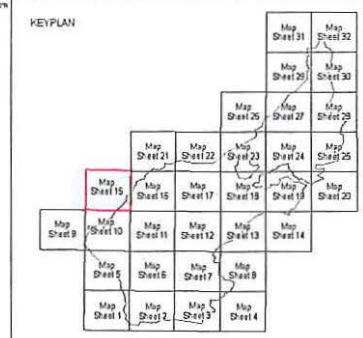 KEYPLAN
Map Sheet 31
Map Sheet 32
Map Sheet 29
Map Sheet 30
Map Sheet 26
Map Sheet 27
Map Sheet 28
Map Sheet 21
Map Sheet 22
Map Sheet 23
Map Sheet 24
Map Sheet 25
Map Sheet 15
Map Sheet 16
Map Sheet 17
Map Sheet 18
Map Sheet 19
Map Sheet 20
Map Sheet 9
Map Sheet 10
Map Sheet 11
Map Sheet 12
Map Sheet 13
Map Sheet 14
Map Sheet 5
Map Sheet 6
Map Sheet 7
Map Sheet 8
Map Sheet 1
Map Sheet 2
Map Sheet 3
Map Sheet 4